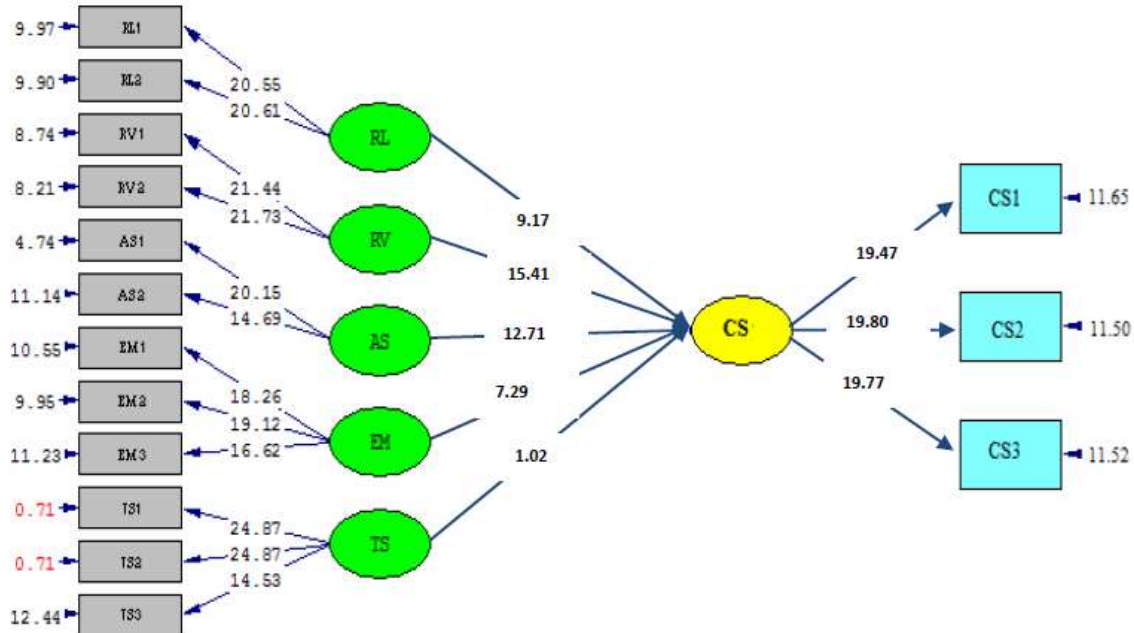 9.97 RL1
20.55
9.90 RL2
20.61
RL
8.74 RV1
21.44
8.21 RV2
21.73
RV
9.17
CS1 11.65
4.74 AS1
20.15
15.41
19.47
11.14 AS2
14.69
AS
12.71
CS
19.80
CS2 11.50
10.55 EM1
18.26
7.29
19.77
9.95 EM2
19.12
EM
11.23 EM3
16.62
1.02
CS3 11.52
0.71 TS1
24.87
TS
0.71 TS2
24.87
12.44 TS3
14.53